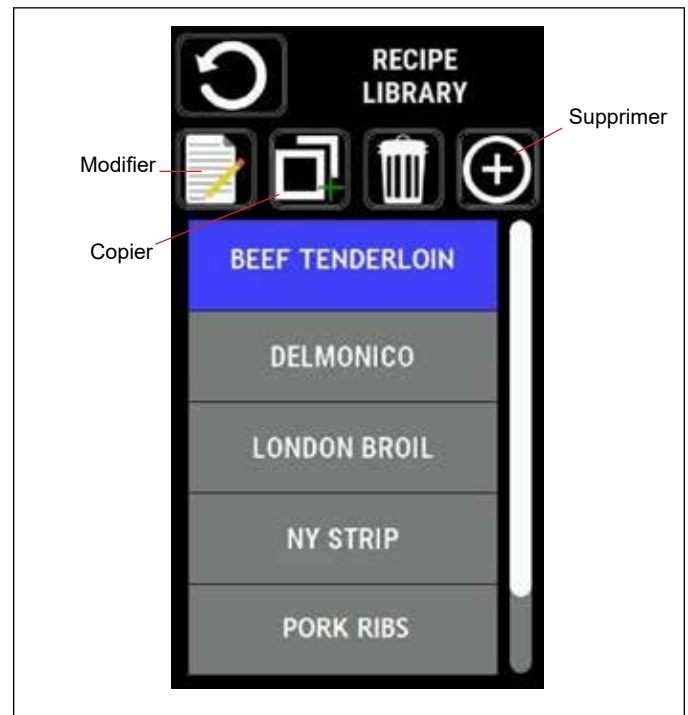 RECIPE
LIBRARY
Supprimer
Modifier
Copier
BEEF TENDERLOIN
DELMONICO
LONDON BROIL
NY STRIP
PORK RIBS